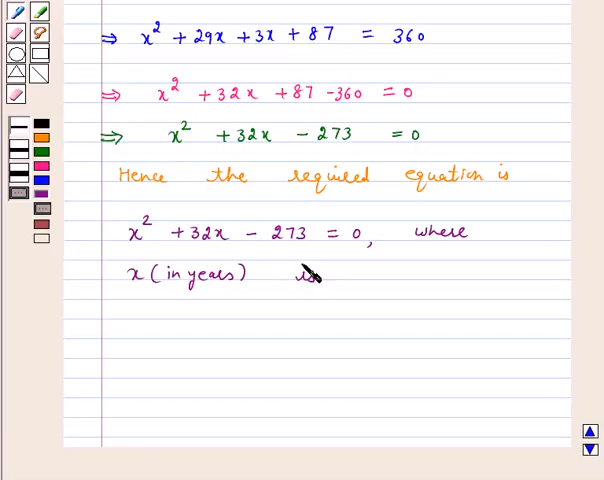 ⇒ x² + 29x + 3x + 87 = 360
⇒ x² + 32x + 87 - 360 = 0
⇒ x² + 32x - 273 = 0
Hence the required equation is
x² + 32x - 273 = 0, where
x (in years) is